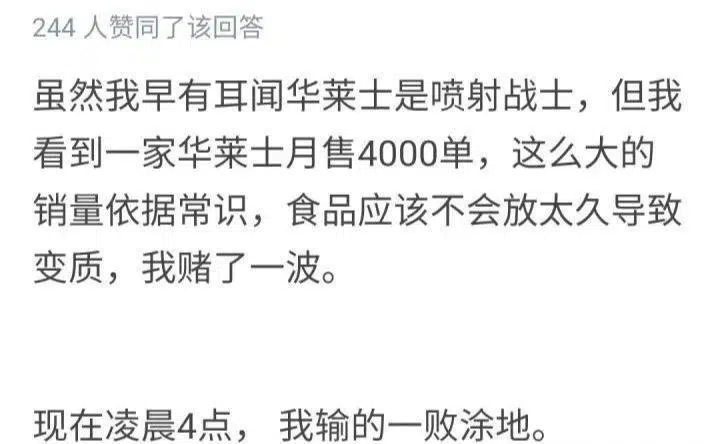 244 人赞同了该回答
虽然我早有耳闻华莱士是喷射战士，但我
看到一家华莱士月售4000单，这么大的
销量依据常识，食品应该不会放太久导致
变质，我赌了一波。
现在凌晨4点， 我输的一败涂地。